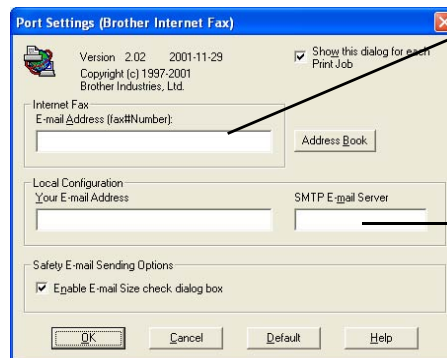 Port Settings (Brother Internet Fax)
Version 2.02 2001-11-29
Copyright (c) 1997-2001
Brother Industries, Ltd.
Show this dialog for each
Print Job
Internet Fax
E-mail Address (fax#Number):
Address Book
Local Configuration
Your E-mail Address
SMTP E-mail Server
Safety E-mail Sending Options
Enable E-mail Size check dialog box
OK
Cancel
Default
Help